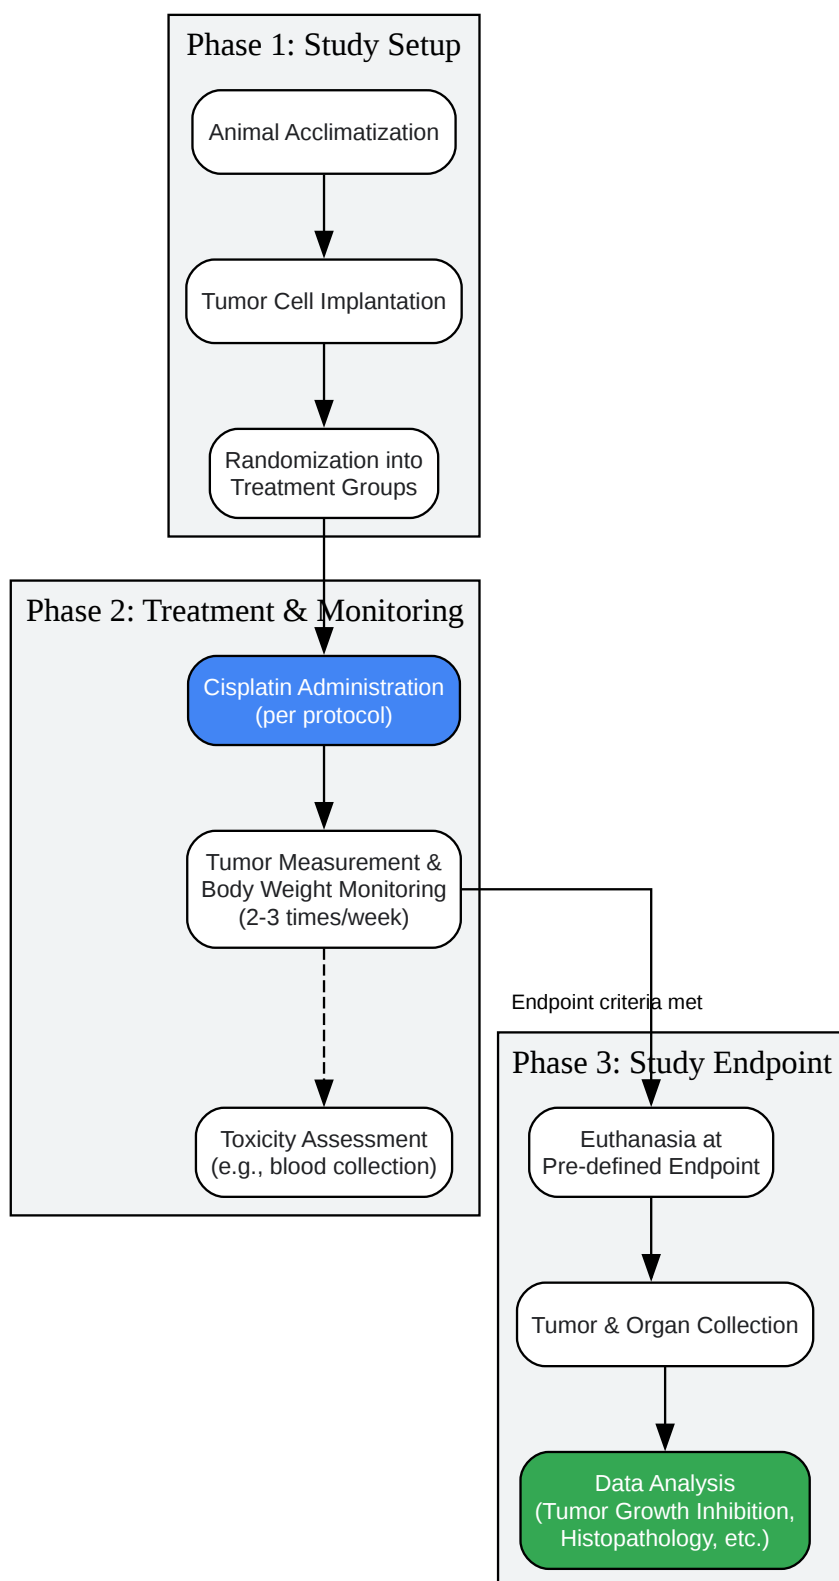 Phase 1: Study Setup
Animal Acclimatization
Tumor Cell Implantation
Randomization into
Treatment Groups
Phase 2: Treatment & Monitoring
Cisplatin Administration
(per protocol)
Tumor Measurement &
Body Weight Monitoring
(2-3 times/week)
Toxicity Assessment
(e.g., blood collection)
Endpoint criteria met
Phase 3: Study Endpoint
Euthanasia at
Pre-defined Endpoint
Tumor & Organ Collection
Data Analysis
(Tumor Growth Inhibition,
Histopathology, etc.)